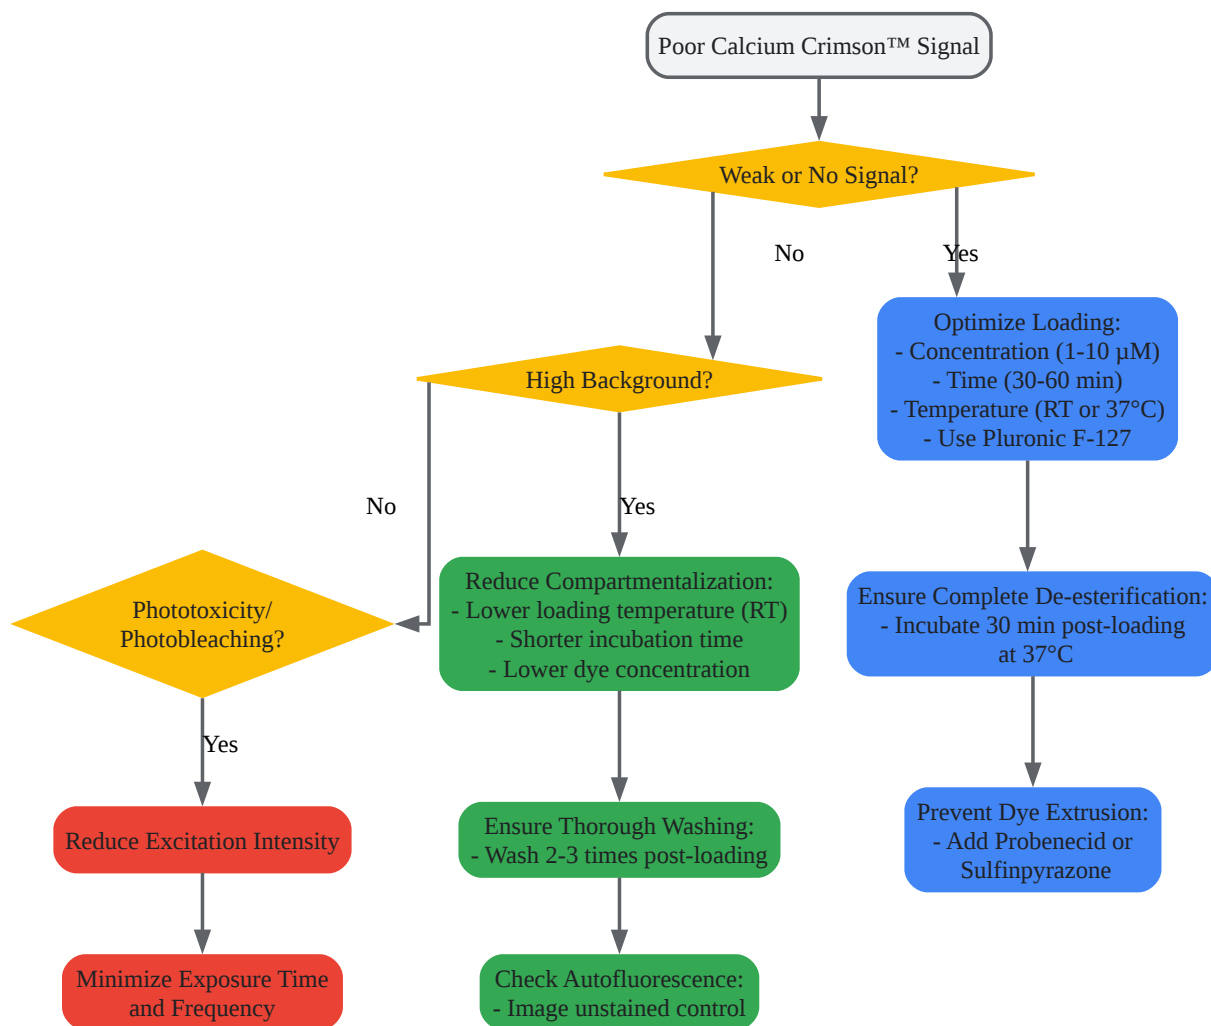 Poor Calcium Crimson™ Signal
Weak or No Signal?
No
Yes
Optimize Loading:
- Concentration (1-10 µM)
- Time (30-60 min)
- Temperature (RT or 37°C)
- Use Pluronic F-127
High Background?
No
Yes
Phototoxicity/
Photobleaching?
Reduce Compartmentalization:
- Lower loading temperature (RT)
- Shorter incubation time
- Lower dye concentration
Ensure Complete De-esterification:
- Incubate 30 min post-loading
at 37°C
Yes
Reduce Excitation Intensity
Ensure Thorough Washing:
- Wash 2-3 times post-loading
Prevent Dye Extrusion:
- Add Probenecid or
Sulfinpyrazone
Minimize Exposure Time
and Frequency
Check Autofluorescence:
- Image unstained control